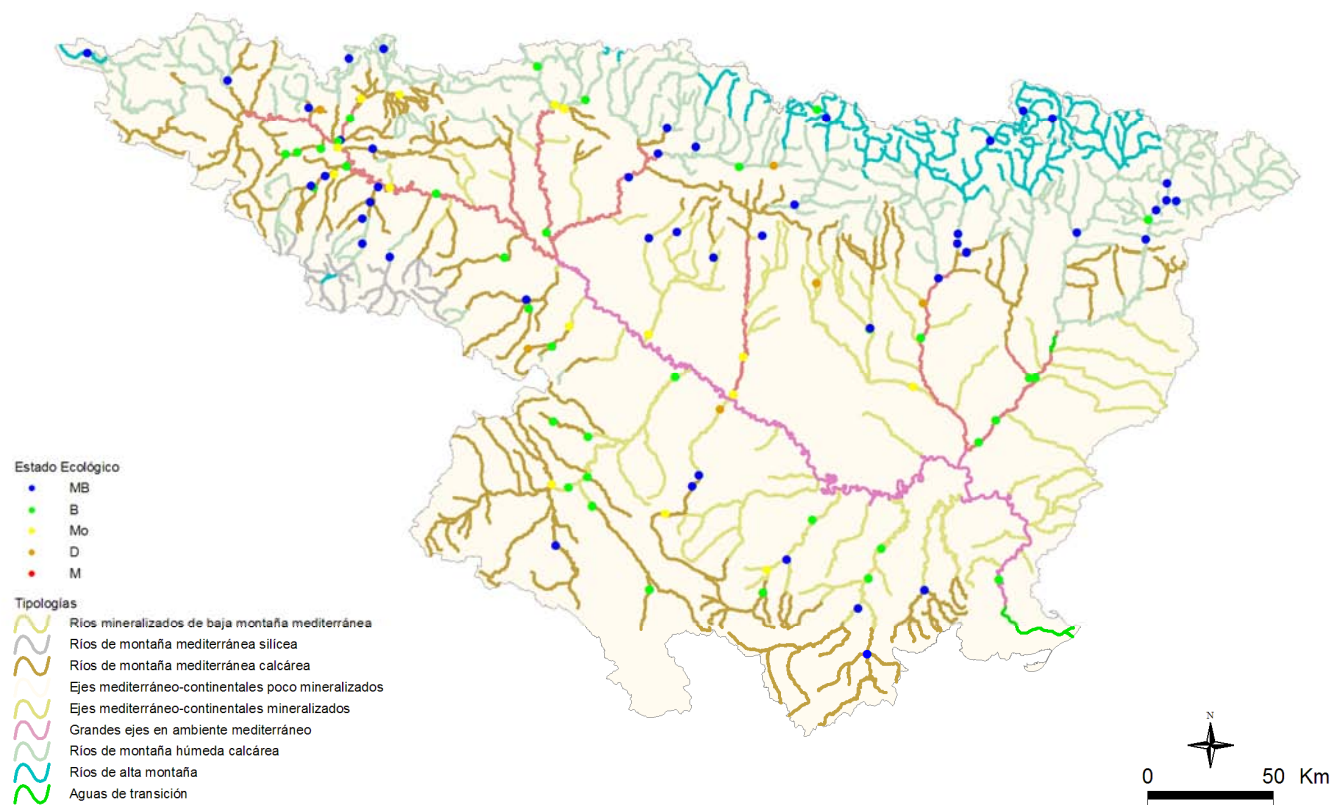 Estado Ecológico
MB
B
Mo
D
M
Tipologías
Ríos mineralizados de baja montaña mediterránea
Ríos de montaña mediterránea silícea
Ríos de montaña mediterránea calcárea
Ejes mediterráneo-continentales poco mineralizados
Ejes mediterráneo-continentales mineralizados
Grandes ejes en ambiente mediterráneo
Ríos de montaña húmeda calcárea
Ríos de alta montaña
Aguas de transición
N
0 50 Km